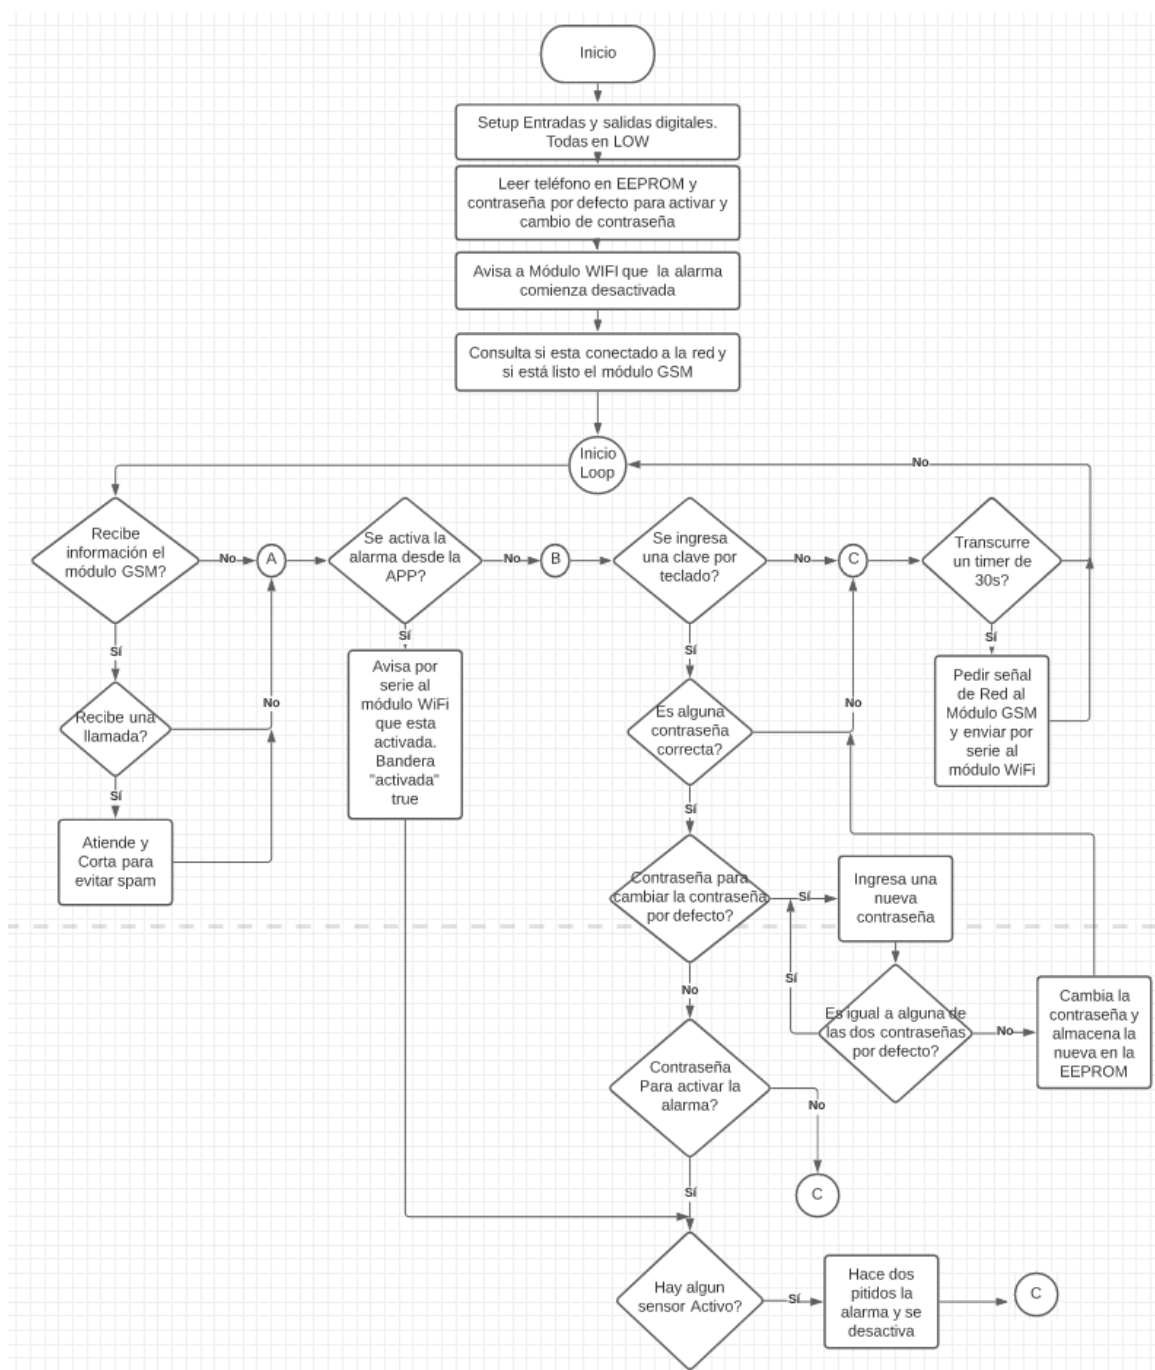 Inicio
Setup Entradas y salidas digitales.
Todas en LOW
Leer teléfono en EEPROM y
contraseña por defecto para activar y
cambio de contraseña
Avisa a Módulo WIFI que la alarma
comienza desactivada
Consulta si esta conectado a la red y
si está listo el módulo GSM
Inicio
Loop
No
Recibe
información el
módulo GSM?
No
A
Se activa la
alarma desde la
APP?
No
B
Se ingresa
una clave por
teclado?
No
C
Transcurre
un timer de
30s?
Sí
Sí
Sí
Sí
Recibe una
llamada?
No
Avisa por
serie al
módulo WiFi
que esta
activada.
Bandera
"activada"
true
Es alguna
contraseña
correcta?
No
Pedir señal
de Red al
Módulo GSM
y enviar por
serie al
módulo WiFi
Sí
Atiende y
Corta para
evitar spam
Sí
Contraseña para
cambiar la contraseña
por defecto?
Sí
Ingresa una
nueva
contraseña
Sí
Es igual a alguna de
las dos contraseñas
por defecto?
No
Cambia la
contraseña y
almacena la
nueva en la
EEPROM
No
Contraseña
Para activar la
alarma?
No
C
Sí
Hay algun
sensor Activo?
Sí
Hace dos
pitidos la
alarma y se
desactiva
C